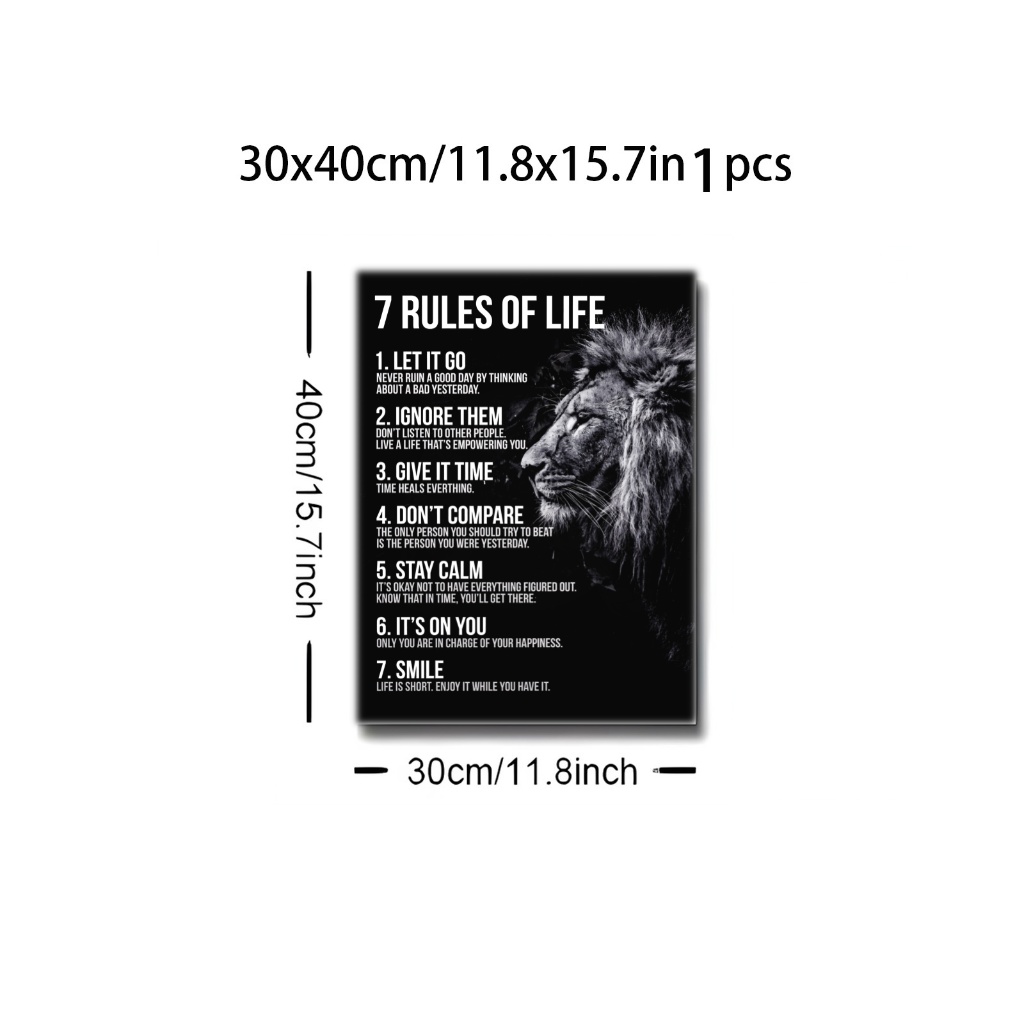 30x40cm/11.8x15.7in 1 pcs
7 RULES OF LIFE
1. LET IT GO
NEVER RUIN A GOOD DAY BY THINKING
ABOUT A BAD YESTERDAY.
2. IGNORE THEM
DON'T LISTEN TO OTHER PEOPLE.
LIVE A LIFE THAT'S EMPOWERING YOU.
3. GIVE IT TIME
TIME HEALS EVERTHING.
4. DON'T COMPARE
THE ONLY PERSON YOU SHOULD TRY TO BEAT
IS THE PERSON YOU WERE YESTERDAY.
5. STAY CALM
IT'S OKAY NOT TO HAVE EVERYTHING FIGURED OUT.
KNOW THAT IN TIME, YOU'LL GET THERE.
6. IT'S ON YOU
ONLY YOU ARE IN CHARGE OF YOUR HAPPINESS.
7. SMILE
LIFE IS SHORT. ENJOY IT WHILE YOU HAVE IT.
40cm/15.7inch
30cm/11.8inch